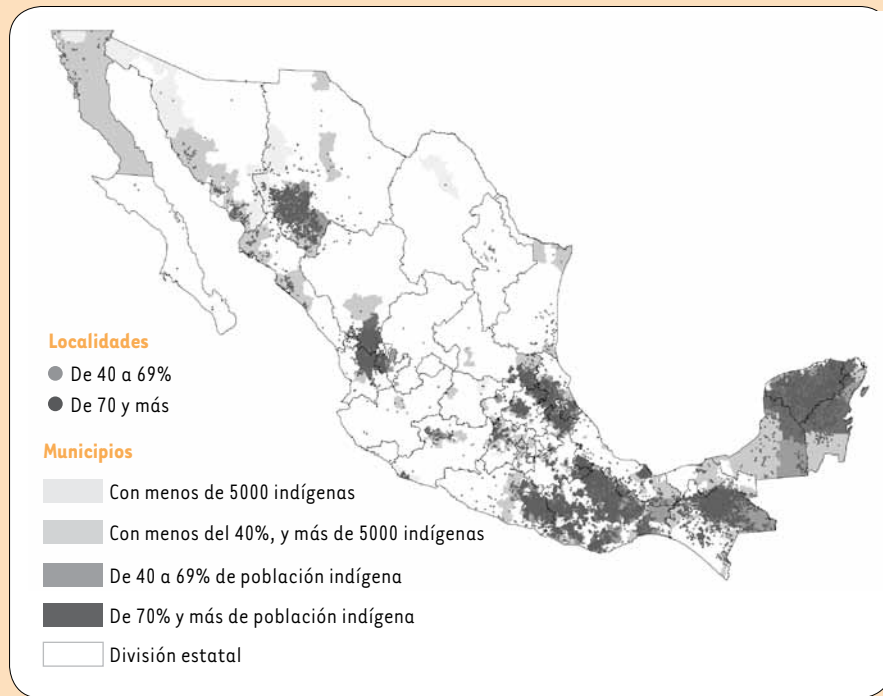 Localidades
De 40 a 69%
De 70 y más
Municipios
Con menos de 5000 indígenas
Con menos del 40%, y más de 5000 indígenas
De 40 a 69% de población indígena
De 70% y más de población indígena
División estatal